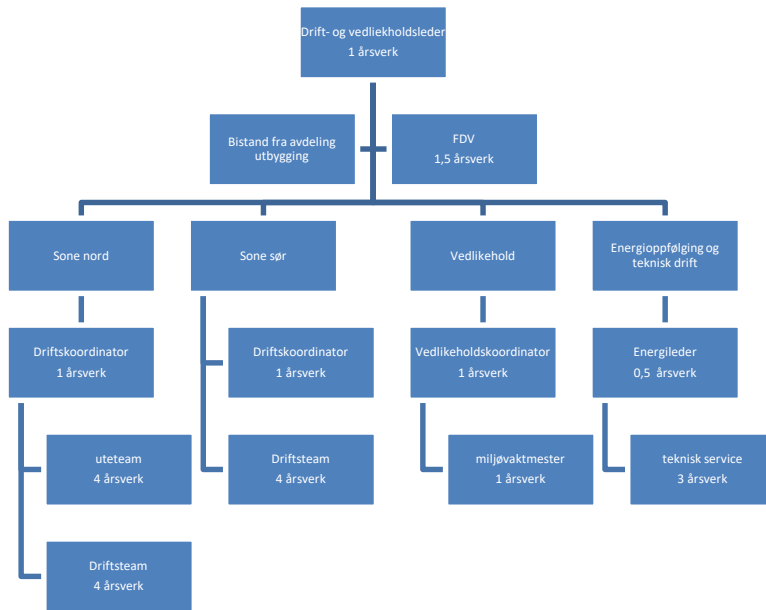 Drift- og vedliekholdsleder
1 årsverk
Bistand fra avdeling
utbygging
FDV
1,5 årsverk
Sone nord
Sone sør
Vedlikehold
Energioppfølging og
teknisk drift
Driftskoordinator
1 årsverk
Driftskoordinator
1 årsverk
Vedlikeholdskoordinator
1 årsverk
Energileder
0,5 årsverk
uteteam
4 årsverk
Driftsteam
4 årsverk
miljøvaktmester
1 årsverk
teknisk service
3 årsverk
Driftsteam
4 årsverk